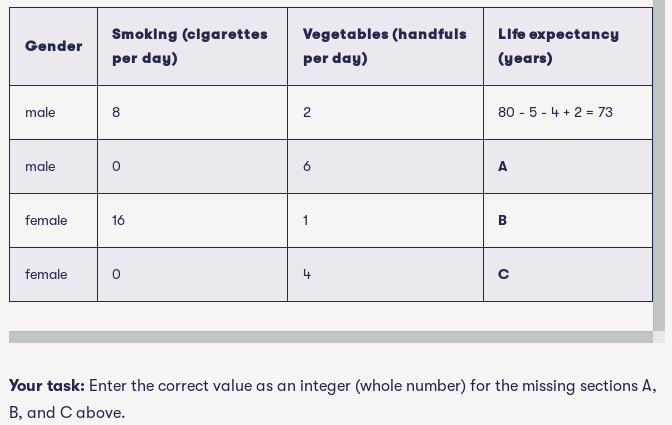 Gender | Smoking (cigarettes per day) | Vegetables (handfuls per day) | Life expectancy (years)
male | 8 | 2 | 80 - 5 - 4 + 2 = 73
male | 0 | 6 | A
female | 16 | 1 | B
female | 0 | 4 | C
Your task: Enter the correct value as an integer (whole number) for the missing sections A,
B, and C above.